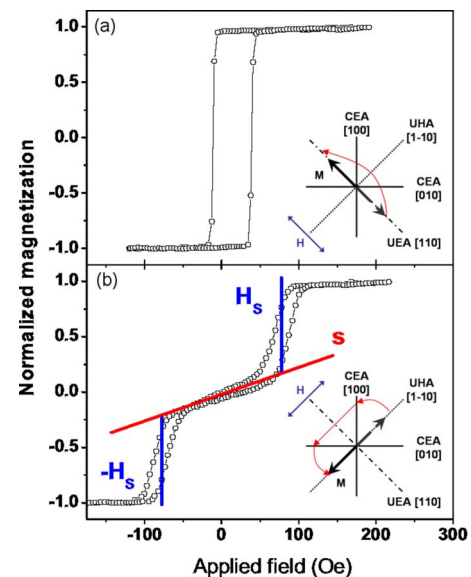 Normalized magnetization
(a)
1.0
0.5
0.0
-0.5
-1.0
CEA
[100]
UHA
[1-10]
CEA
[010]
M
H
UEA [110]
(b)
1.0
0.5
0.0
-0.5
-1.0
Hs
s
-Hs
CEA
[100]
UHA
[1-10]
H
CEA
[010]
M
UEA [110]
-100 0 100 200 300
Applied field (Oe)